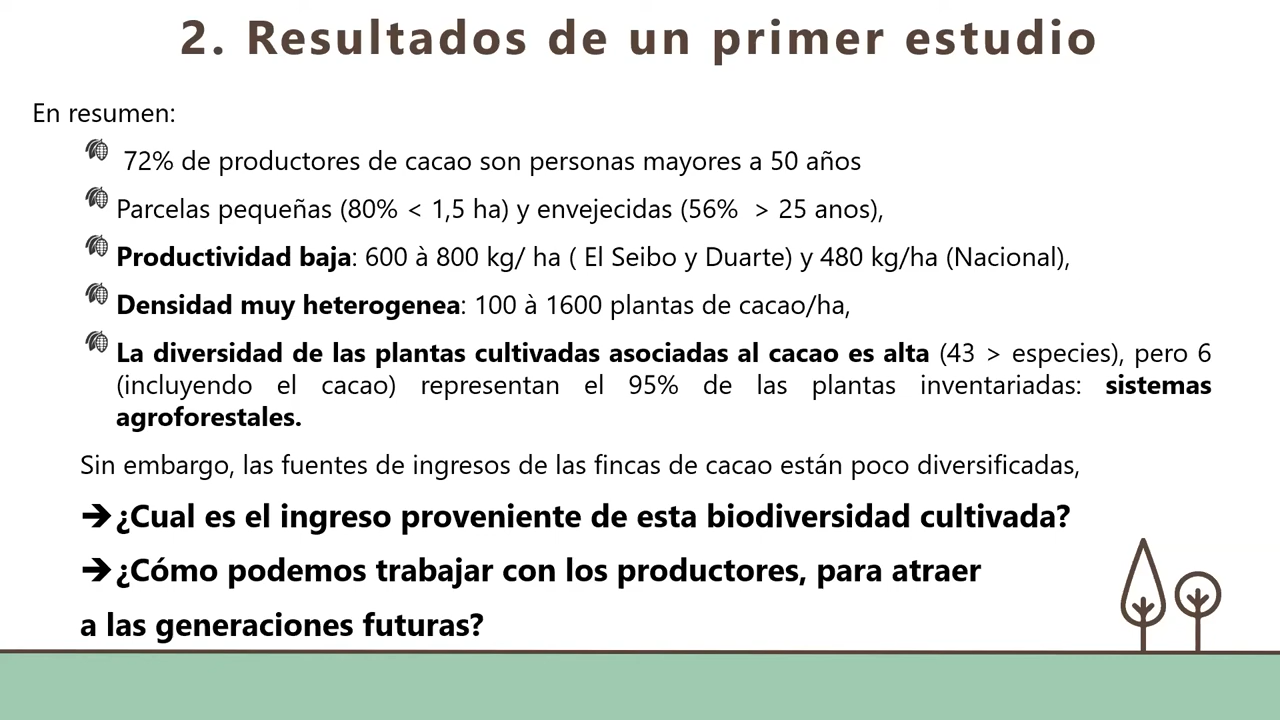 2. Resultados de un primer estudio
En resumen:
72% de productores de cacao son personas mayores a 50 años
Parcelas pequeñas (80% < 1,5 ha) y envejecidas (56% > 25 anos),
Productividad baja: 600 à 800 kg/ ha ( El Seibo y Duarte) y 480 kg/ha (Nacional),
Densidad muy heterogenea: 100 à 1600 plantas de cacao/ha,
La diversidad de las plantas cultivadas asociadas al cacao es alta (43 > especies), pero 6
(incluyendo el cacao) representan el 95% de las plantas inventariadas: sistemas
agroforestales.
Sin embargo, las fuentes de ingresos de las fincas de cacao están poco diversificadas,
➔ ¿Cual es el ingreso proveniente de esta biodiversidad cultivada?
➔ ¿Cómo podemos trabajar con los productores, para atraer
a las generaciones futuras?